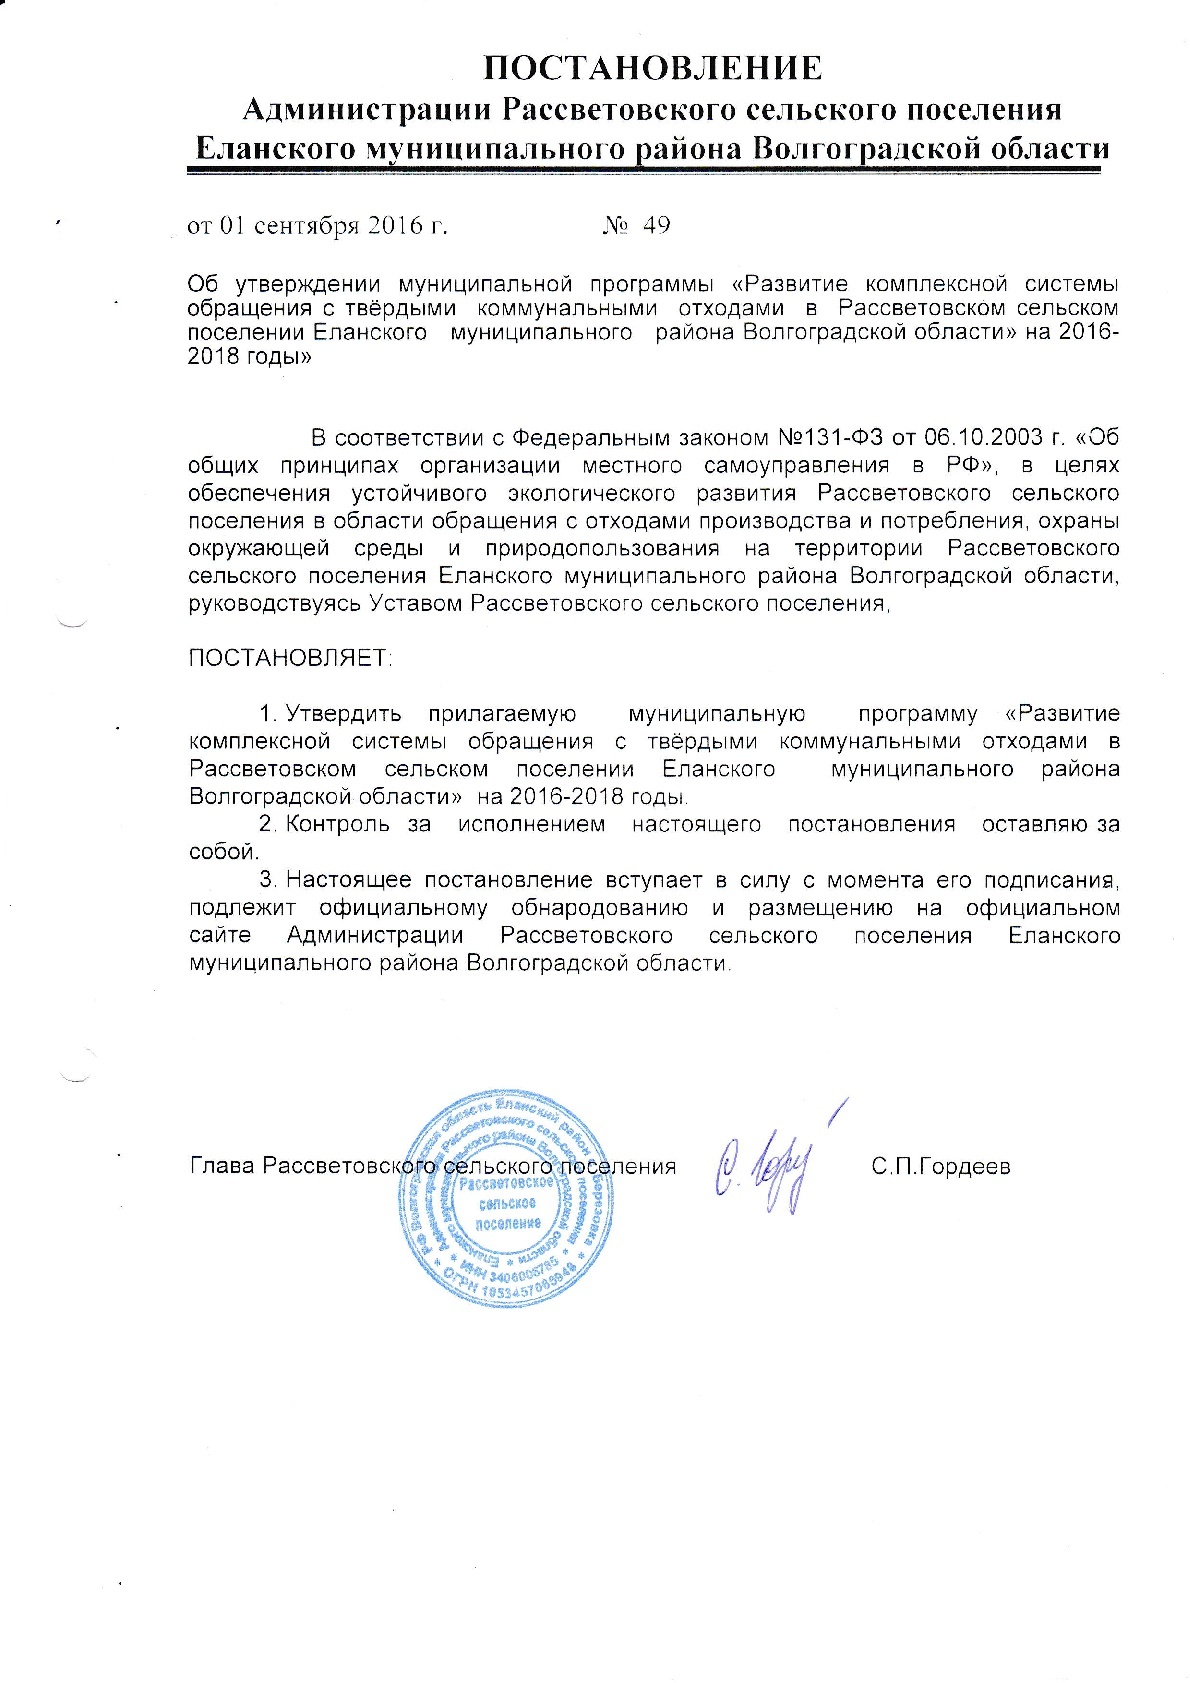 ПОСТАНОВЛЕНИЕ
Администрации Рассветовского сельского поселения
Еланского муниципального района Волгоградской области
от 01 сентября 2016 г. № 49
Об утверждении муниципальной программы «Развитие комплексной системы
обращения с твёрдыми коммунальными отходами в Рассветовском сельском
поселении Еланского муниципального района Волгоградской области» на 2016-
2018 годы»
В соответствии с Федеральным законом №131-ФЗ от 06.10.2003 г. «Об
общих принципах организации местного самоуправления в РФ», в целях
обеспечения устойчивого экологического развития Рассветовского сельского
поселения в области обращения с отходами производства и потребления, охраны
окружающей среды и природопользования на территории Рассветовского
сельского поселения Еланского муниципального района Волгоградской области,
руководствуясь Уставом Рассветовского сельского поселения,
ПОСТАНОВЛЯЕТ:
1. Утвердить прилагаемую муниципальную программу «Развитие
комплексной системы обращения с твёрдыми коммунальными отходами в
Рассветовском сельском поселении Еланского муниципального района
Волгоградской области» на 2016-2018 годы.
2. Контроль за исполнением настоящего постановления оставляю за
собой.
3. Настоящее постановление вступает в силу с момента его подписания,
подлежит официальному обнародованию и размещению на официальном
сайте Администрации Рассветовского сельского поселения Еланского
муниципального района Волгоградской области.
Глава Рассветовского сельского поселения С.П.Гордеев
РФ Волгоградская область Еланский район с. Березовка
Администрация Рассветовского сельского поселения
Еланского муниципального района Волгоградской области
Рассветовское
сельское
поселение